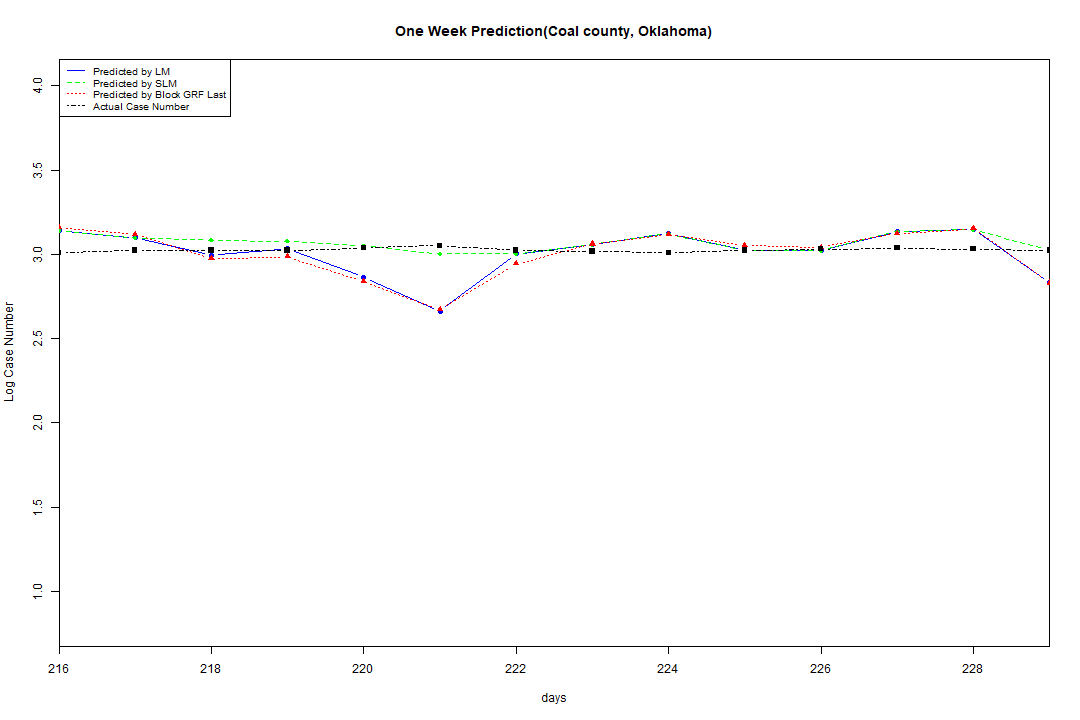 One Week Prediction(Coal county, Oklahoma)
Predicted by LM
Predicted by SLM
Predicted by Block GRF Last
Actual Case Number
4.0
3.5
3.0
2.5
2.0
1.5
1.0
Log Case Number
216 218 220 222 224 226 228
days